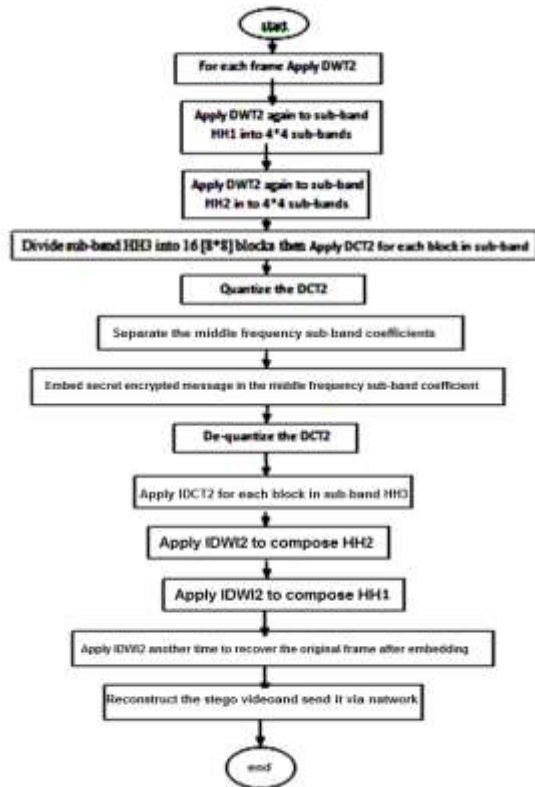 start
For each frame Apply DWT2
Apply DWT2 again to sub-band
HH1 into 4*4 sub-bands
Apply DWT2 again to sub-band
HH2 in to 4*4 sub-bands
Divide sub-band HH3 into 16 [8*8] blocks then Apply DCT2 for each block in sub-band
Quantize the DCT2
Separate the middle frequency sub-band coefficients
Embed secret encrypted message in the middle frequency sub-band coefficient
De-quantize the DCT2
Apply IDCT2 for each block in sub-band HH3
Apply IDWI2 to compose HH2
Apply IDWI2 to compose HH1
Apply IDWI2 another time to recover the original frame after embedding
Reconstruct the stego videoand send it via natwork
end